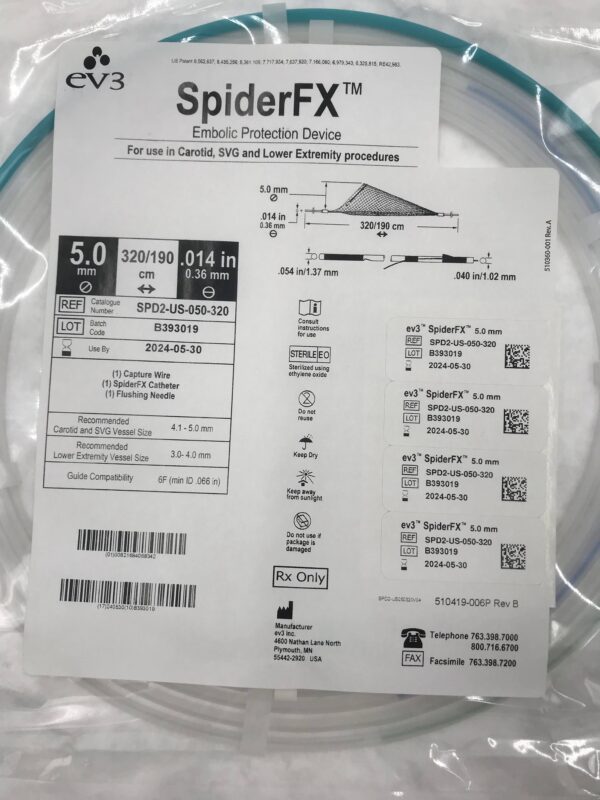 ev3
US Patent
SpiderFX™
Embolic Protection Device
For use in Carotid, SVG and Lower Extremity procedures
5.0 mm
.014 in
0.36 mm
320/190 cm
.054 in/1.37 mm
.040 in/1.02 mm
510360-001 Rev. A
5.0 mm
320/190 cm
.014 in 0.36 mm
REF Catalogue Number SPD2-US-050-320
LOT Batch Code B393019
Use By 2024-05-30
(1) Capture Wire
(1) SpiderFX Catheter
(1) Flushing Needle
Recommended
Carotid and SVG Vessel Size 4.1 - 5.0 mm
Recommended
Lower Extremity Vessel Size 3.0- 4.0 mm
Guide Compatibility 6F (min ID .066 in)
(17)240530(10)B393019
Consult
instructions
for use
STERILE EO
Sterilized using
ethylene oxide
Do not
reuse
Keep Dry
Keep away
from sunlight
Do not use if
package is
damaged
Rx Only
Manufacturer
ev3 Inc.
4600 Nathan Lane North
Plymouth, MN
55442-2920 USA
ev3™ SpiderFX™ 5.0 mm
REF SPD2-US-050-320
LOT B393019
2024-05-30
ev3™ SpiderFX™ 5.0 mm
REF SPD2-US-050-320
LOT B393019
2024-05-30
ev3™ SpiderFX™ 5.0 mm
REF SPD2-US-050-320
LOT B393019
2024-05-30
ev3™ SpiderFX™ 5.0 mm
REF SPD2-US-050-320
LOT B393019
2024-05-30
510419-006P Rev B
Telephone 763.398.7000
800.716.6700
FAX Facsimile 763.398.7200